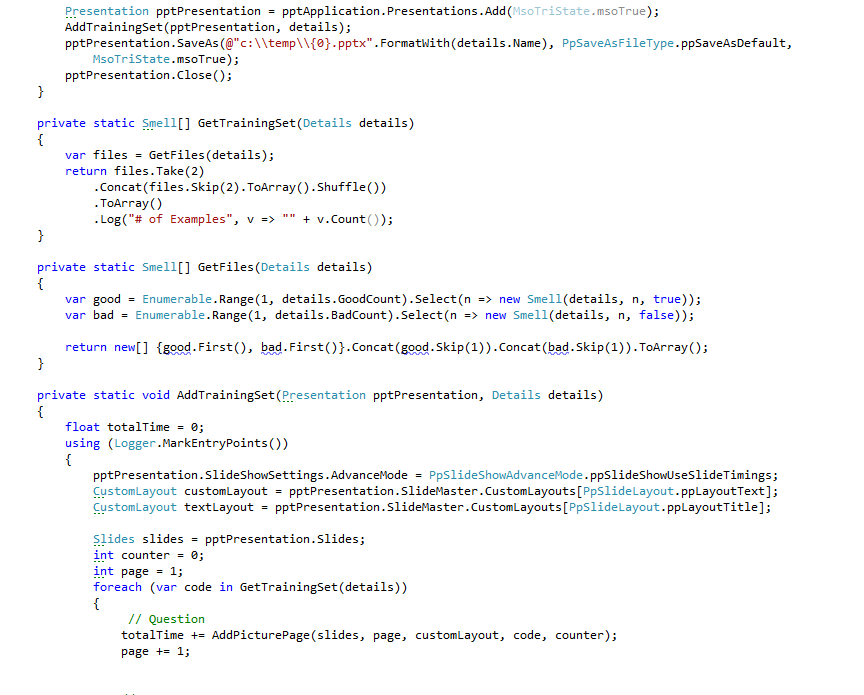 Presentation pptPresentation = pptApplication.Presentations.Add(MsoTriState.msoTrue);
AddTrainingSet(pptPresentation, details);
pptPresentation.SaveAs(@"c:\\temp\\{0}.pptx".FormatWith(details.Name), PpSaveAsFileType.ppSaveAsDefault,
MsoTriState.msoTrue);
pptPresentation.Close();
}
private static Smell[] GetTrainingSet(Details details)
{
var files = GetFiles(details);
return files.Take(2)
.Concat(files.Skip(2).ToArray().Shuffle())
.ToArray()
.Log("# of Examples", v => "" + v.Count());
}
private static Smell[] GetFiles(Details details)
{
var good = Enumerable.Range(1, details.GoodCount).Select(n => new Smell(details, n, true));
var bad = Enumerable.Range(1, details.BadCount).Select(n => new Smell(details, n, false));
return new[] {good.First(), bad.First()}.Concat(good.Skip(1)).Concat(bad.Skip(1)).ToArray();
}
private static void AddTrainingSet(Presentation pptPresentation, Details details)
{
float totalTime = 0;
using (Logger.MarkEntryPoints())
{
pptPresentation.SlideShowSettings.AdvanceMode = PpSlideShowAdvanceMode.ppSlideShowUseSlideTimings;
CustomLayout customLayout = pptPresentation.SlideMaster.CustomLayouts[PpSlideLayout.ppLayoutText];
CustomLayout textLayout = pptPresentation.SlideMaster.CustomLayouts[PpSlideLayout.ppLayoutTitle];
Slides slides = pptPresentation.Slides;
int counter = 0;
int page = 1;
foreach (var code in GetTrainingSet(details))
{
// Question
totalTime += AddPicturePage(slides, page, customLayout, code, counter);
page += 1;